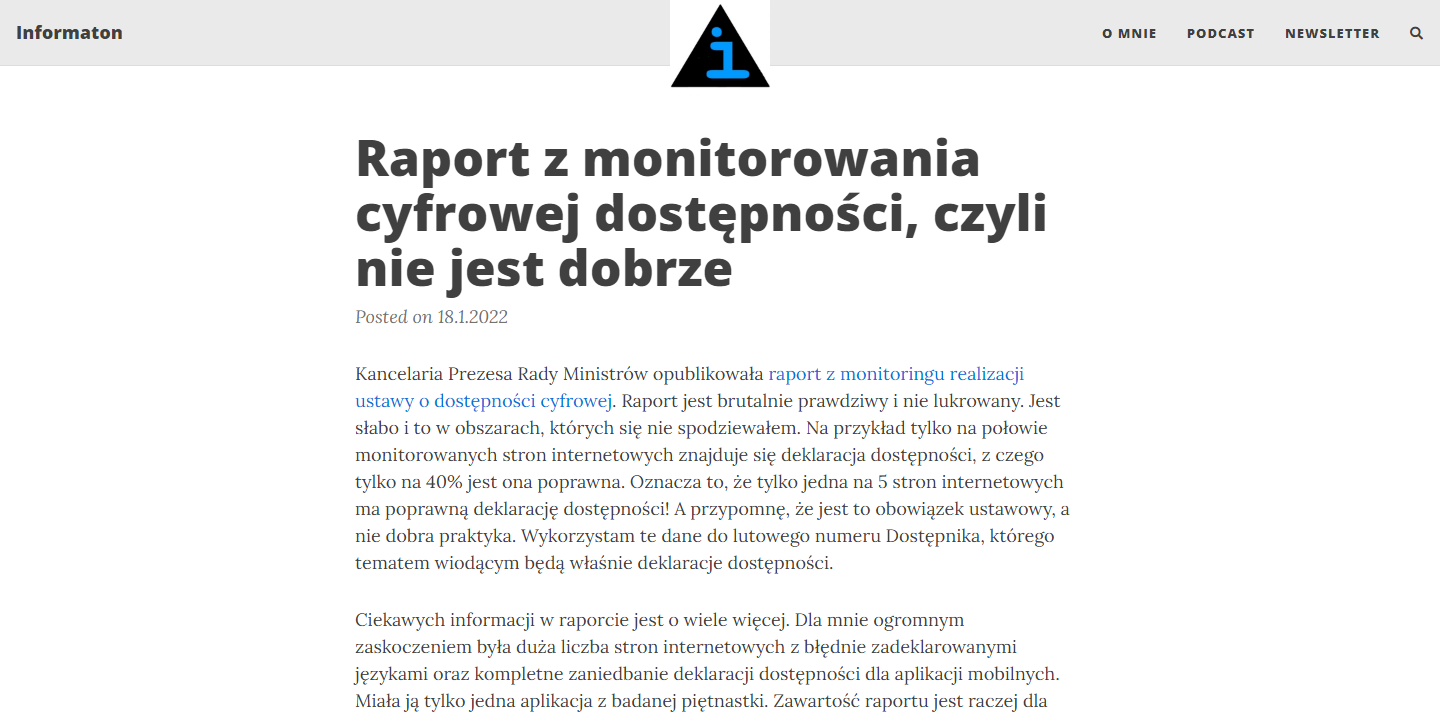 Informaton
i
O MNIE
PODCAST
NEWSLETTER
Raport z monitorowania
cyfrowej dostępności, czyli
nie jest dobrze
Posted on 18.1.2022
Kancelaria Prezesa Rady Ministrów opublikowała raport z monitoringu realizacji
ustawy o dostępności cyfrowej. Raport jest brutalnie prawdziwy i nie lukrowany. Jest
słabo i to w obszarach, których się nie spodziewałem. Na przykład tylko na połowie
monitorowanych stron internetowych znajduje się deklaracja dostępności, z czego
tylko na 40% jest ona poprawna. Oznacza to, że tylko jedna na 5 stron internetowych
ma poprawną deklarację dostępności! A przypomnę, że jest to obowiązek ustawowy, a
nie dobra praktyka. Wykorzystam te dane do lutowego numeru Dostępnika, którego
tematem wiodącym będą właśnie deklaracje dostępności.
Ciekawych informacji w raporcie jest o wiele więcej. Dla mnie ogromnym
zaskoczeniem była duża liczba stron internetowych z błędnie zadeklarowanymi
językami oraz kompletne zaniedbanie deklaracji dostępności dla aplikacji mobilnych.
Miała ją tylko jedna aplikacja z badanej piętnastki. Zawartość raportu jest raczej dla